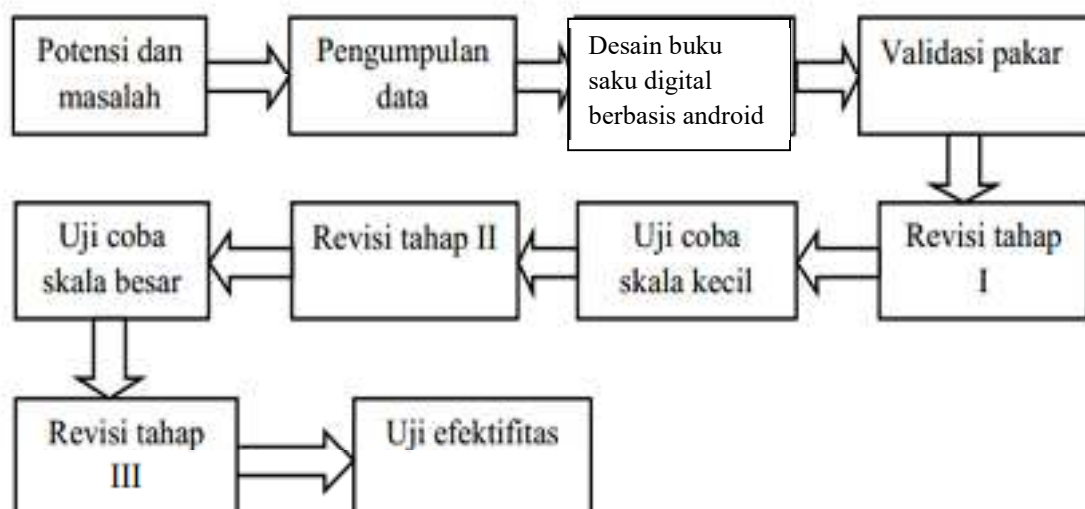 Potensi dan
masalah
Pengumpulan
data
Desain buku
saku digital
berbasis android
Validasi pakar
Revisi tahap
I
Uji coba
skala kecil
Revisi tahap II
Uji coba
skala besar
Revisi tahap
III
Uji efektifitas